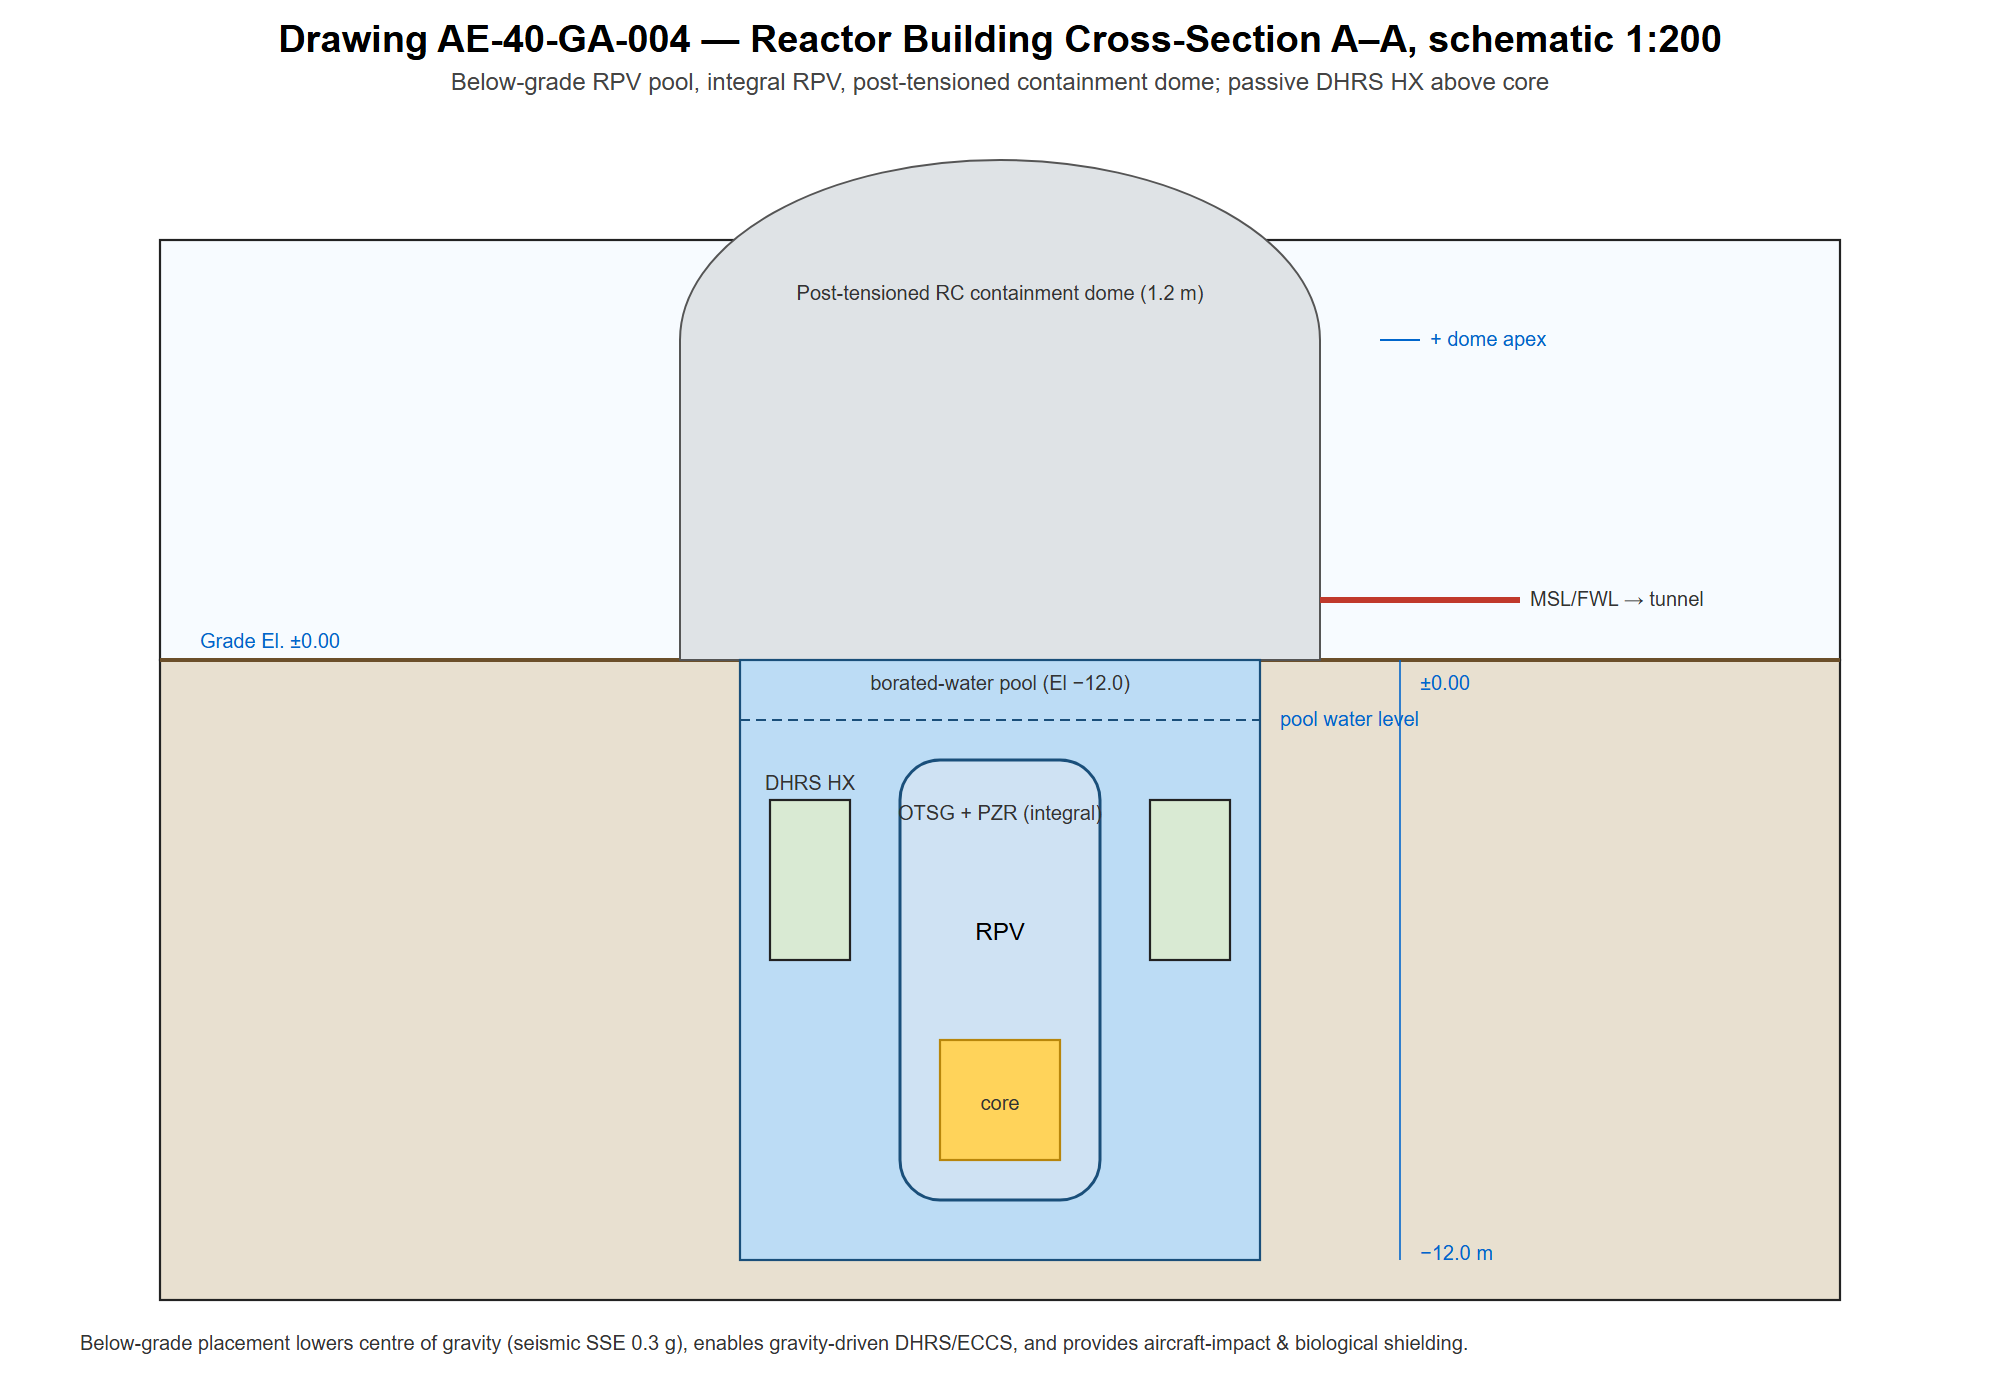 Drawing AE-40-GA-004 — Reactor Building Cross-Section A–A, schematic 1:200
Below-grade RPV pool, integral RPV, post-tensioned containment dome; passive DHRS HX above core
Post-tensioned RC containment dome (1.2 m)
+ dome apex
MSL/FWL → tunnel
Grade El. ±0.00
borated-water pool (El −12.0)
±0.00
pool water level
DHRS HX
OTSG + PZR (integral)
RPV
core
−12.0 m
Below-grade placement lowers centre of gravity (seismic SSE 0.3 g), enables gravity-driven DHRS/ECCS, and provides aircraft-impact & biological shielding.